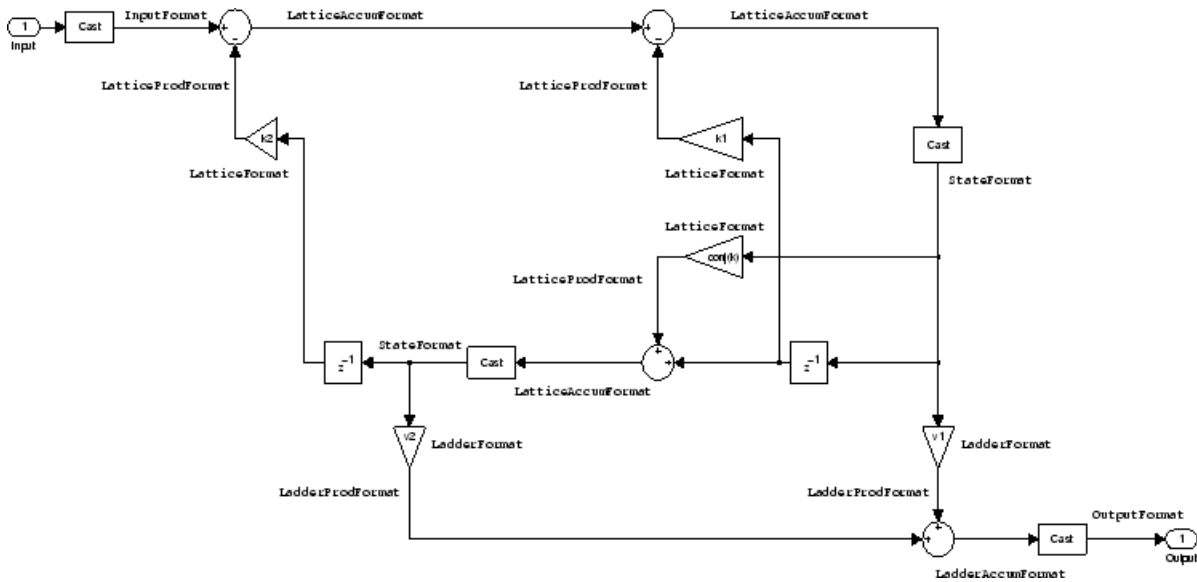 1
Input
Cast
InputFormat
LatticeAccumFormat
LatticeAccumFormat
LatticeProdFormat
LatticeProdFormat
k2
k1
Cast
LatticeFormat
LatticeFormat
StateFormat
LatticeFormat
conj(k)
LatticeProdFormat
z-1
StateFormat
Cast
LatticeAccumFormat
z-1
v2
LadderFormat
v1
LadderFormat
LadderProdFormat
LadderProdFormat
OutputFormat
Cast
1
Output
LadderAccumFormat